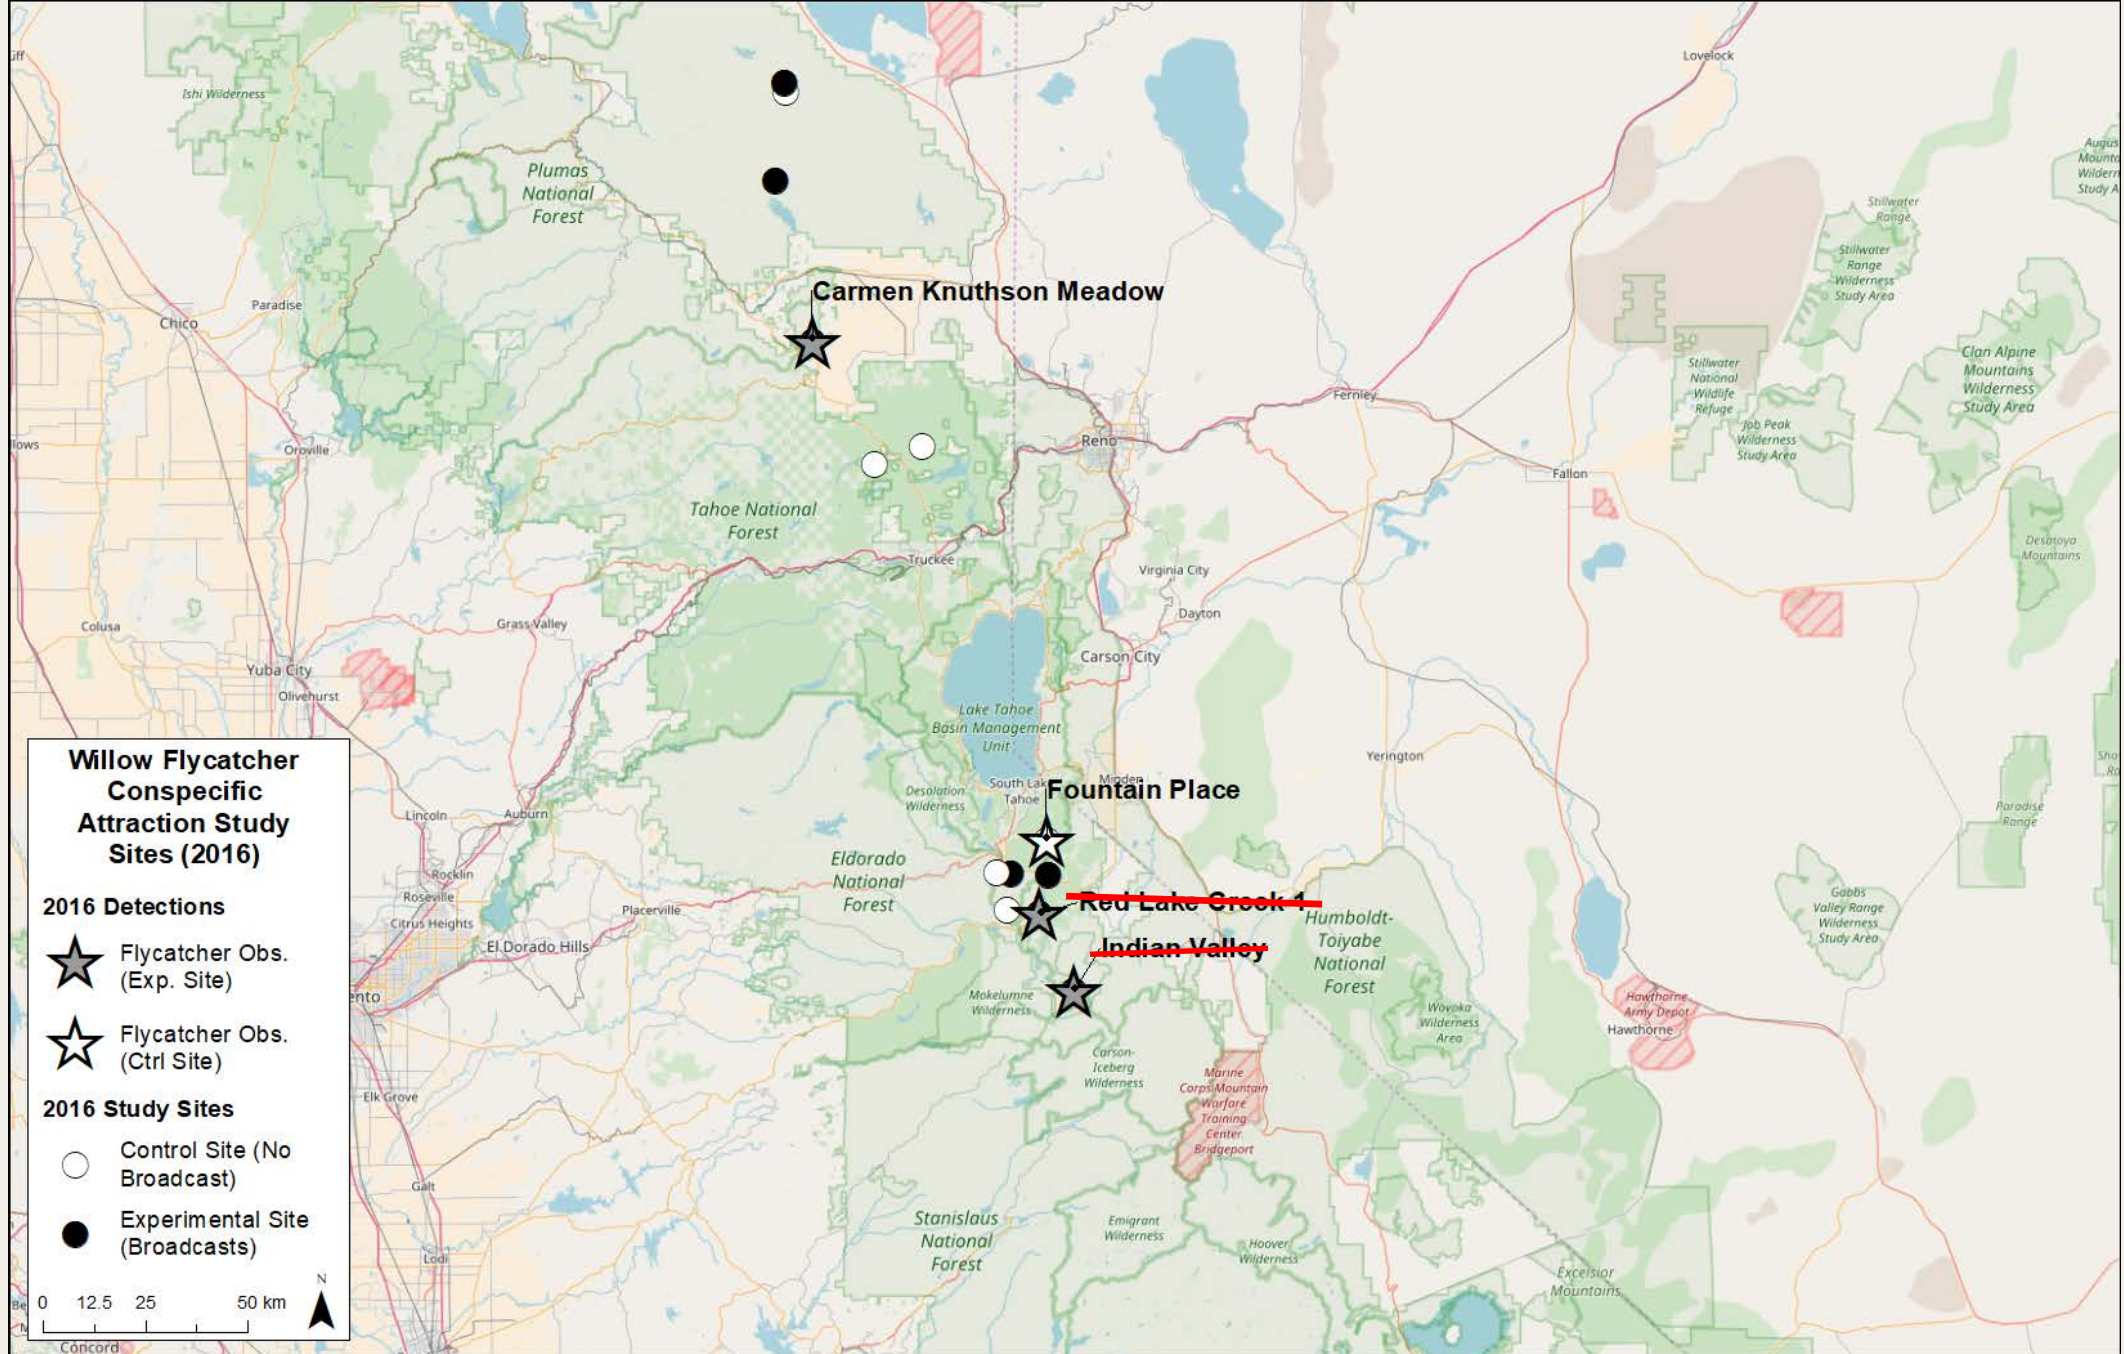 Lovelock
Ishi Wilderness
Plumas
National
Forest
Augus
Mounta
Wildern
Study A
Stillwater
Range
Stillwater
Range
Wilderness
Study Area
Carmen Knuthson Meadow
Paradise
Chico
Clan Alpine
Mountains
Wilderness
Study Area
Stillwater
National
Wildlife
Refuge
Fernley
Job Peak
Wilderness
Study Area
Reno
lows
Oroville
Fallon
Tahoe National
Forest
Desatoya
Mountains
Truckee
Virginia City
Dayton
Colusa
Grass Valley
Carson City
Yuba City
Olivehurst
Lake Tahoe
Basin Management
Unit
Yerington
South Lak
Tahoe
Minden
Fountain Place
Desolation
Wilderness
Paradise
Range
Lincoln
Auburn
Eldorado
National
Forest
Rocklin
Roseville
Citrus Heights
Placerville
El Dorado Hills
Red Lake Creek 1
Indian Valley
Humboldt-
Toiyabe
National
Forest
Gabbs
Valley Range
Wilderness
Study Area
ento
Mokelumne
Wilderness
Wovoka
Wilderness
Area
Hawthorne
Army Depot
Hawthorne
Carson-
Iceberg
Wilderness
Marine
Corps Mountain
Warfare
Training
Center
Bridgeport
Elk Grove
Galt
Stanislaus
National
Forest
Emigrant
Wilderness
Hoover
Wilderness
Lodi
Excelsior
Mountains
Concord
Willow Flycatcher
Conspecific
Attraction Study
Sites (2016)
2016 Detections
Flycatcher Obs.
(Exp. Site)
Flycatcher Obs.
(Ctrl Site)
2016 Study Sites
Control Site (No
Broadcast)
Experimental Site
(Broadcasts)
N
0 12.5 25 50 km